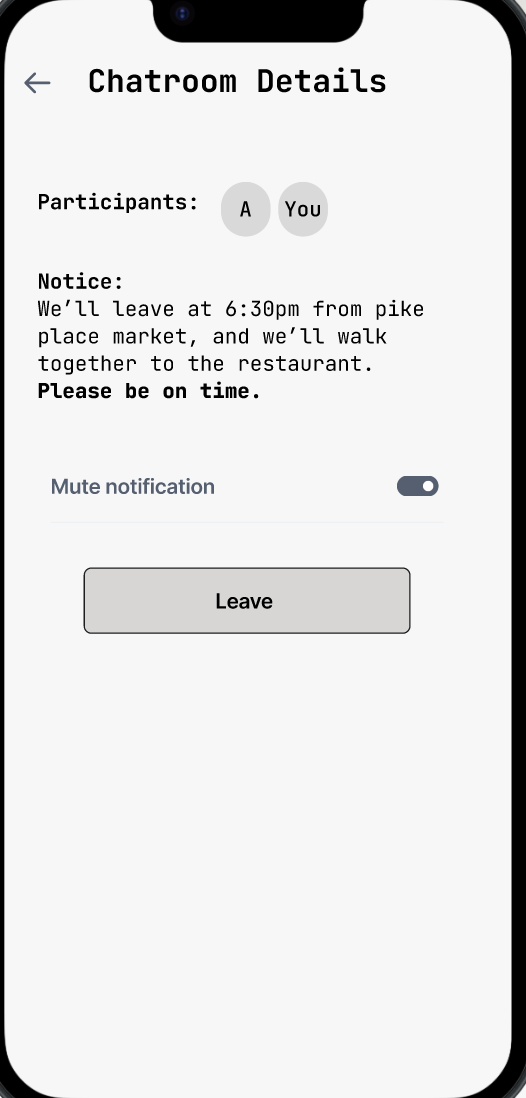 Chatroom Details
Participants: A You
Notice:
We’ll leave at 6:30pm from pike
place market, and we’ll walk
together to the restaurant.
Please be on time.
Mute notification
Leave